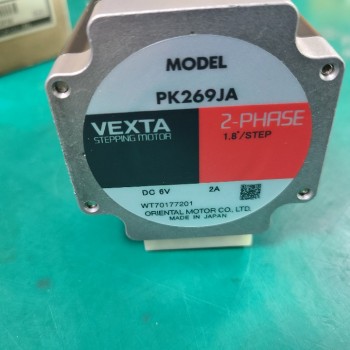 MODEL
PK269JA
VEXTA 2-PHASE
STEPPING MOTOR 1.8°/STEP
DC 6V 2A
WT70177201
ORIENTAL MOTOR CO., LTD.
MADE IN JAPAN